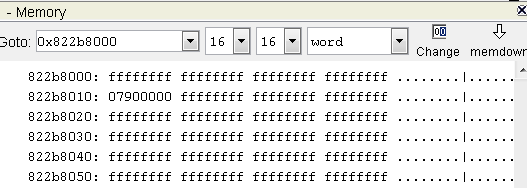 - Memory
Goto: 0x822b8000 16 16 word Change memdown
822b8000: ffffffff ffffffff ffffffff ffffffff ........|......
822b8010: 07900000 ffffffff ffffffff ffffffff ........|......
822b8020: ffffffff ffffffff ffffffff ffffffff ........|......
822b8030: ffffffff ffffffff ffffffff ffffffff ........|......
822b8040: ffffffff ffffffff ffffffff ffffffff ........|......
822b8050: ffffffff ffffffff ffffffff ffffffff ........|......